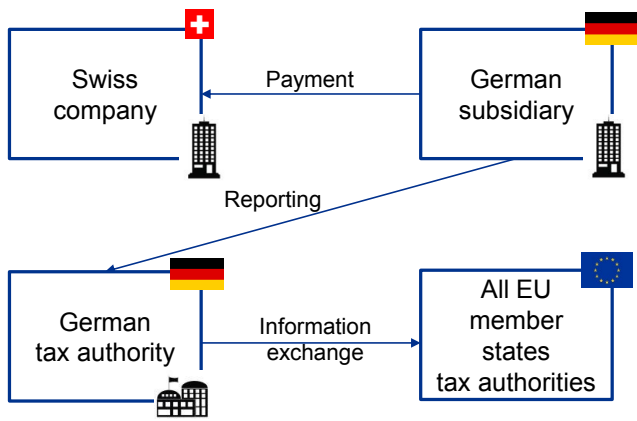 Swiss
company
Payment
German
subsidiary
Reporting
German
tax authority
Information
exchange
All EU
member
states
tax authorities